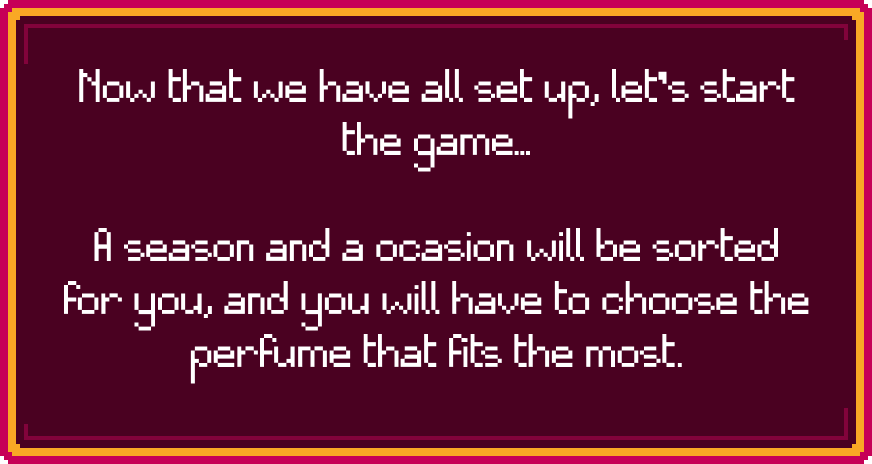 Now that we have all set up, let's start
the game...
A season and a ocasion will be sorted
for you, and you will have to choose the
perfume that fits the most.